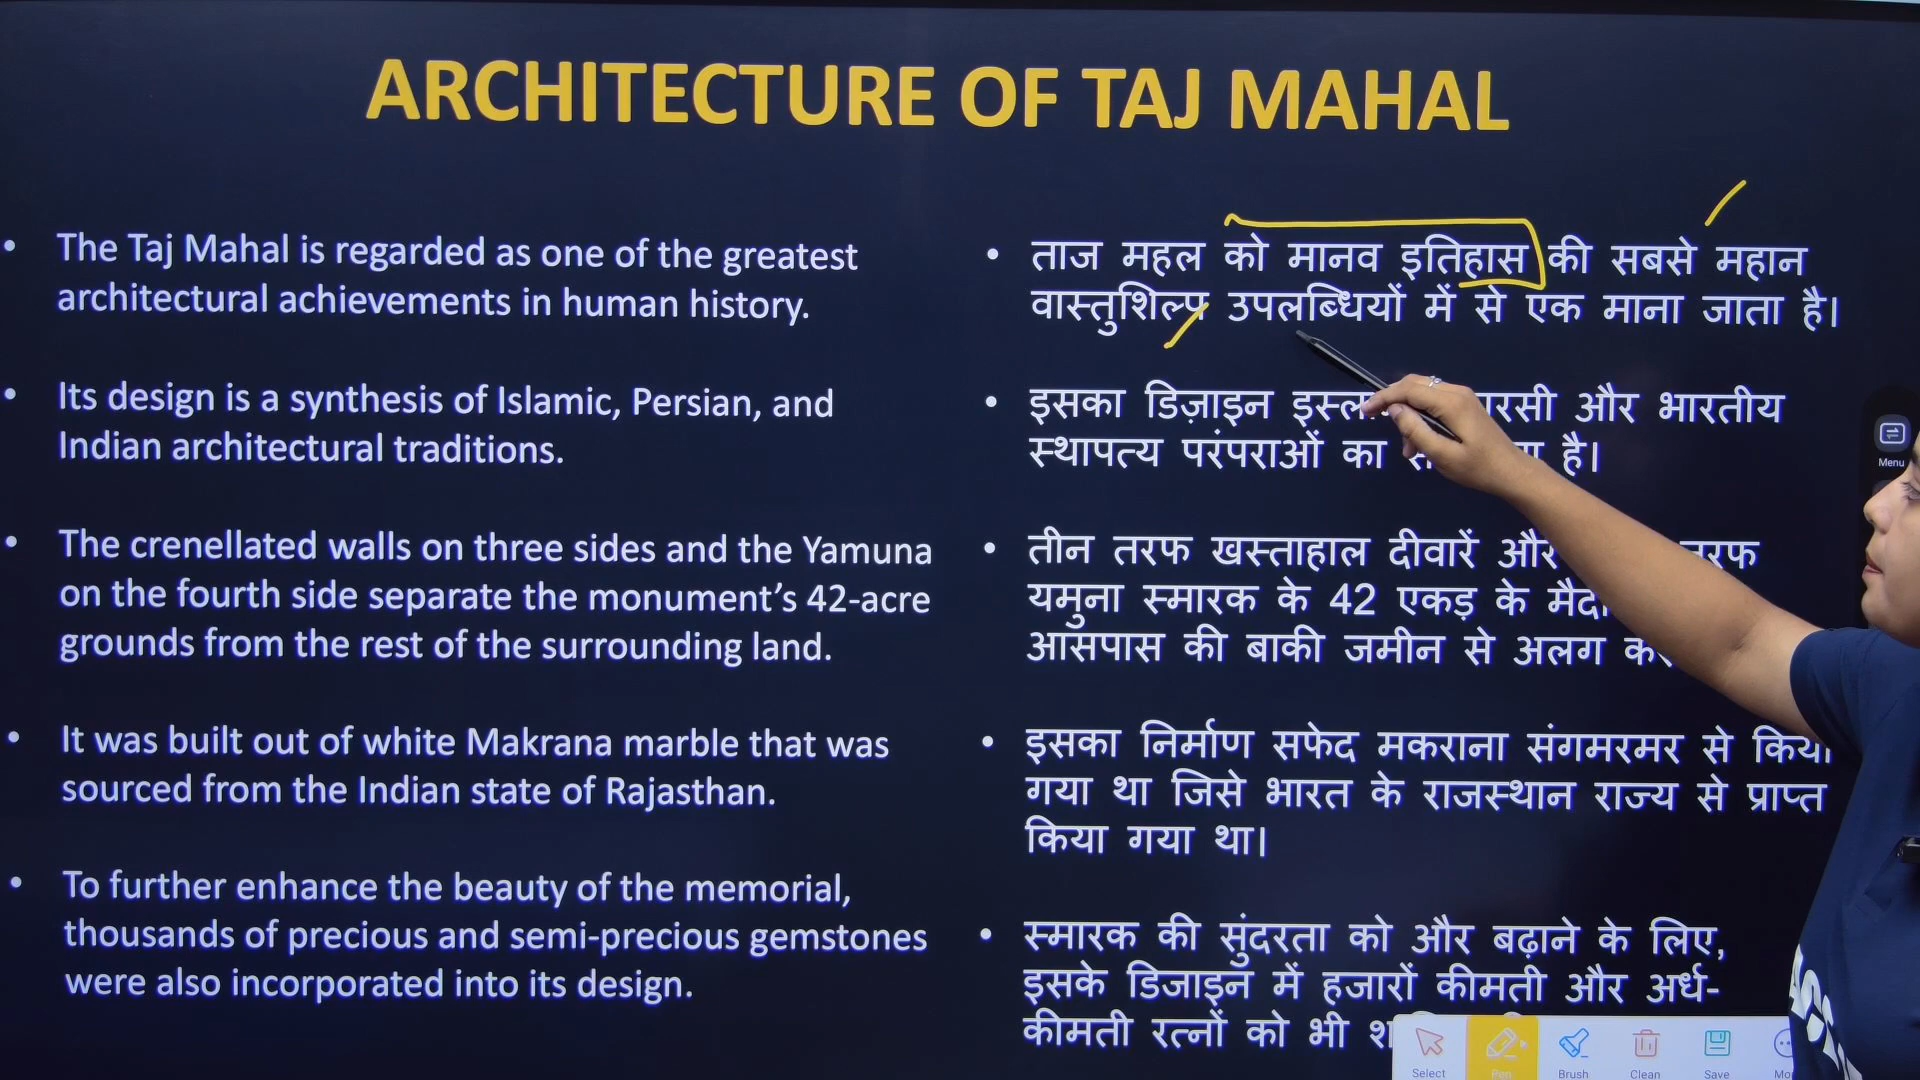 ARCHITECTURE OF TAJ MAHAL
• The Taj Mahal is regarded as one of the greatest
architectural achievements in human history.
• Its design is a synthesis of Islamic, Persian, and
Indian architectural traditions.
• The crenellated walls on three sides and the Yamuna
on the fourth side separate the monument’s 42-acre
grounds from the rest of the surrounding land.
• It was built out of white Makrana marble that was
sourced from the Indian state of Rajasthan.
• To further enhance the beauty of the memorial,
thousands of precious and semi-precious gemstones
were also incorporated into its design.
• ताज महल को मानव इतिहास की सबसे महान
वास्तुशिल्प उपलब्धियों में से एक माना जाता है।
• इसका डिज़ाइन और भारतीय
स्थापत्य परंपराओं का है।
• तीन तरफ खस्ताहाल दीवारें और
यमुना स्मारक के 42 एकड़ के
आसपास की बाकी जमीन से अलग
• इसका निर्माण सफेद मकराना संगमरमर से किया
गया था जिसे भारत के राजस्थान राज्य से प्राप्त
किया गया था।
• स्मारक की सुंदरता को और बढ़ाने के लिए,
इसके डिजाइन में हजारों कीमती और अर्ध-
कीमती रत्नों को भी
Menu
Select Pen Brush Clean Save